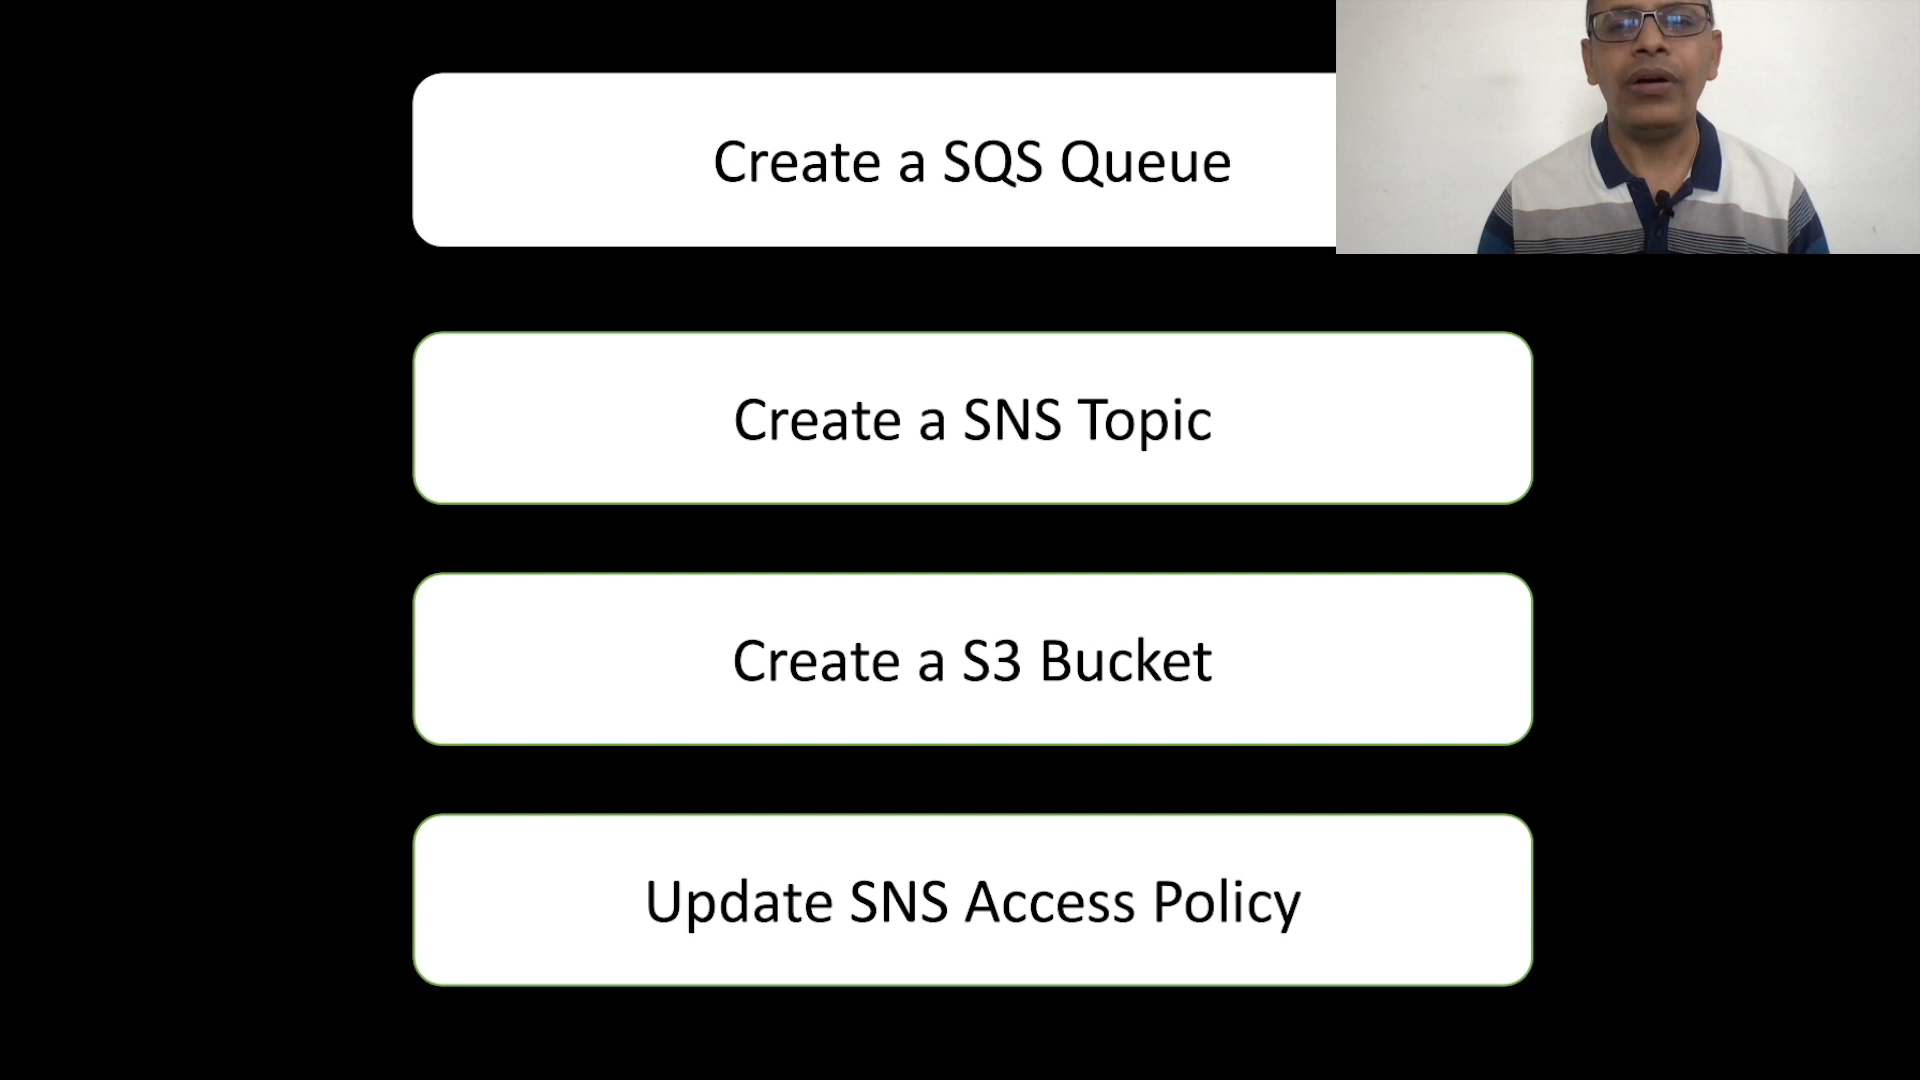 Create a SQS Queue
Create a SNS Topic
Create a S3 Bucket
Update SNS Access Policy